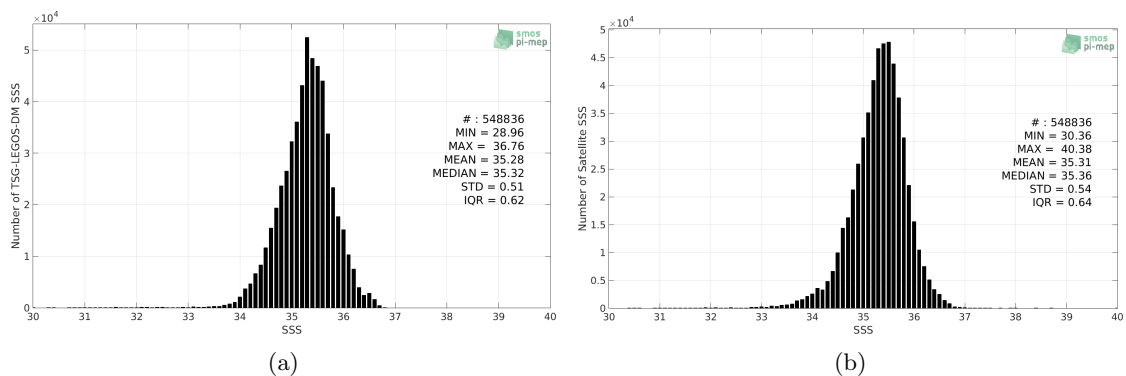 ×10⁴
5
4
3
2
1
0
Number of TSG-LEGOS-DM SSS
smos
pi-mep
# : 548836
MIN = 28.96
MAX = 36.76
MEAN = 35.28
MEDIAN = 35.32
STD = 0.51
IQR = 0.62
30 31 32 33 34 35 36 37 38 39 40
SSS
(a)
×10⁴
5
4.5
4
3.5
3
2.5
2
1.5
1
0.5
0
Number of Satellite SSS
smos
pi-mep
# : 548836
MIN = 30.36
MAX = 40.38
MEAN = 35.31
MEDIAN = 35.36
STD = 0.54
IQR = 0.64
30 31 32 33 34 35 36 37 38 39 40
SSS
(b)